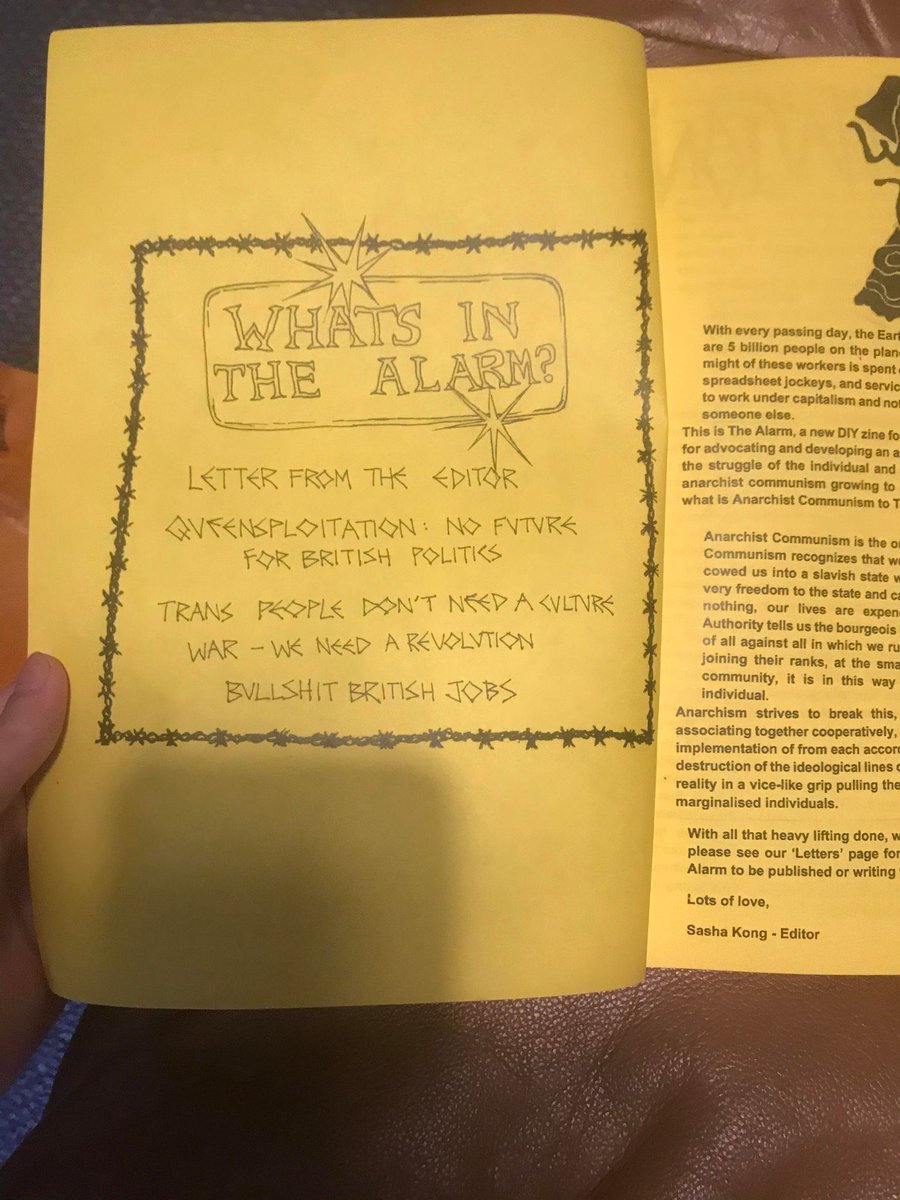 WHATS IN
THE ALARM?
LETTER FROM THE EDITOR
QUEENSPLOITATION: NO FUTURE
FOR BRITISH POLITICS
TRANS PEOPLE DON'T NEED A CULTURE
WAR - WE NEED A REVOLUTION
BULLSHIT BRITISH JOBS
With every passing day, the Eart
are 5 billion people on the plan
might of these workers is spent
spreadsheet jockeys, and servic
to work under capitalism and not
someone else.
This is The Alarm, a new DIY zine fo
for advocating and developing an a
the struggle of the individual and
anarchist communism growing to
what is Anarchist Communism to T
Anarchist Communism is the o
Communism recognizes that w
cowed us into a slavish state w
very freedom to the state and ca
nothing, our lives are expen
Authority tells us the bourgeois
of all against all in which we ru
joining their ranks, at the sma
community, it is in this way
individual.
Anarchism strives to break this,
associating together cooperatively,
implementation of from each accord
destruction of the ideological lines
reality in a vice-like grip pulling the
marginalised individuals.
With all that heavy lifting done, w
please see our 'Letters' page for
Alarm to be published or writing
Lots of love,
Sasha Kong - Editor